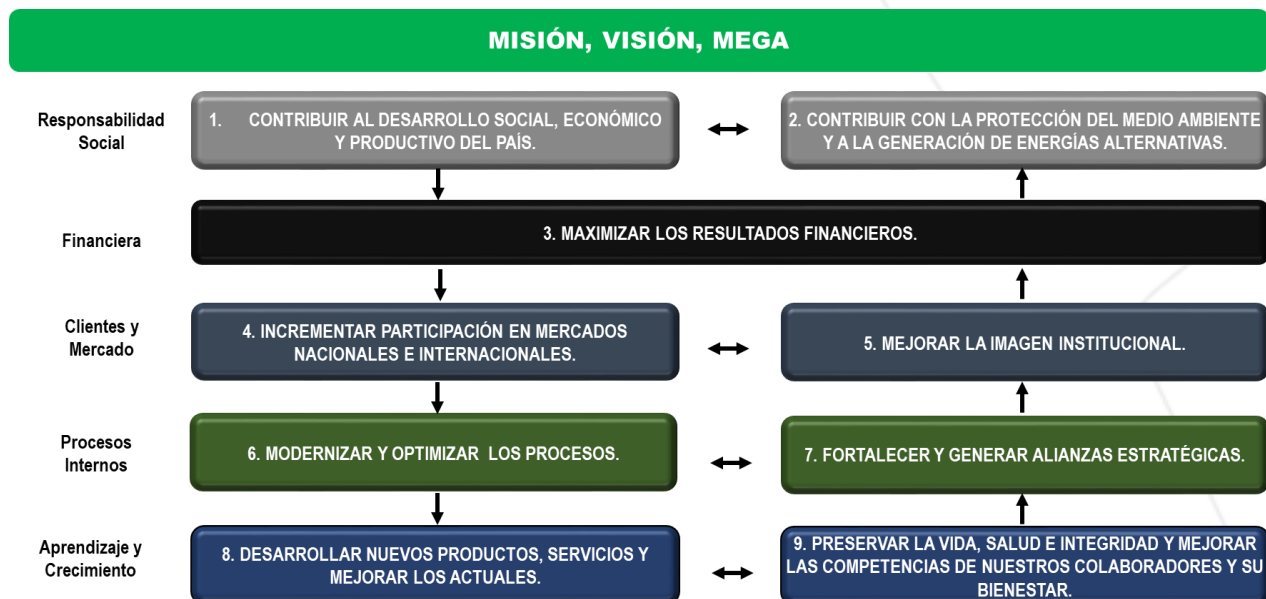 MISIÓN, VISIÓN, MEGA
Responsabilidad
Social
1. CONTRIBUIR AL DESARROLLO SOCIAL, ECONÓMICO
Y PRODUCTIVO DEL PAÍS.
2. CONTRIBUIR CON LA PROTECCIÓN DEL MEDIO AMBIENTE
Y A LA GENERACIÓN DE ENERGÍAS ALTERNATIVAS.
Financiera
3. MAXIMIZAR LOS RESULTADOS FINANCIEROS.
Clientes y
Mercado
4. INCREMENTAR PARTICIPACIÓN EN MERCADOS
NACIONALES E INTERNACIONALES.
5. MEJORAR LA IMAGEN INSTITUCIONAL.
Procesos
Internos
6. MODERNIZAR Y OPTIMIZAR LOS PROCESOS.
7. FORTALECER Y GENERAR ALIANZAS ESTRATÉGICAS.
Aprendizaje y
Crecimiento
8. DESARROLLAR NUEVOS PRODUCTOS, SERVICIOS Y
MEJORAR LOS ACTUALES.
9. PRESERVAR LA VIDA, SALUD E INTEGRIDAD Y MEJORAR
LAS COMPETENCIAS DE NUESTROS COLABORADORES Y SU
BIENESTAR.